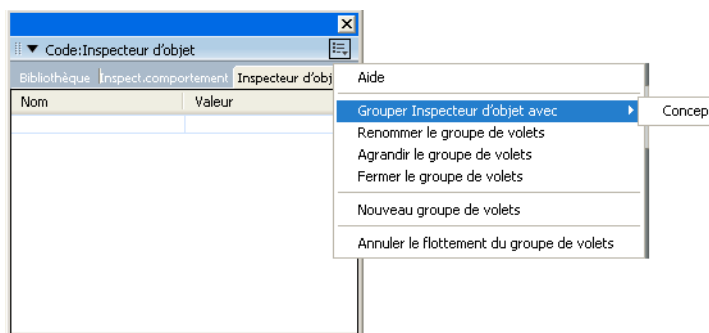 Code:Inspecteur d'objet
Bibliothèque Inspect.comportement Inspecteur d'obj
Nom Valeur
Aide
Grouper Inspecteur d'objet avec
Concep
Renommer le groupe de volets
Agrandir le groupe de volets
Fermer le groupe de volets
Nouveau groupe de volets
Annuler le flottement du groupe de volets